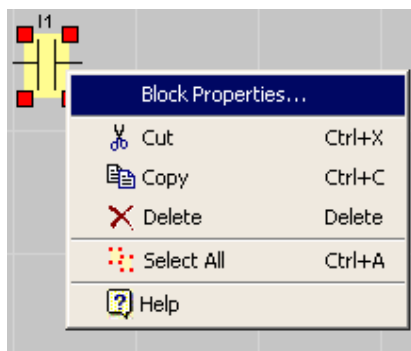 I1
Block Properties...
Cut Ctrl+X
Copy Ctrl+C
Delete Delete
Select All Ctrl+A
Help